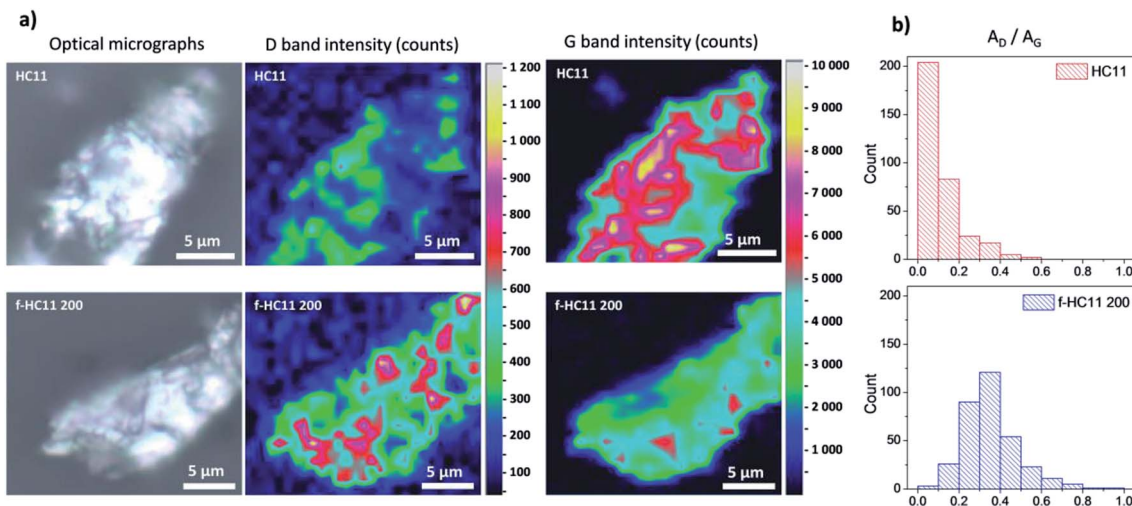 a)
Optical micrographs
D band intensity (counts)
G band intensity (counts)
HC11
5 µm
HC11
5 µm
1 200
1 000
900
800
700
600
500
400
300
200
100
HC11
5 µm
10 000
9 000
8 000
7 000
6 000
5 000
4 000
3 000
2 000
1 000
f-HC11 200
5 µm
f-HC11 200
5 µm
f-HC11 200
5 µm
b)
A_D / A_G
HC11
200
150
100
50
0
Count
0.0 0.2 0.4 0.6 0.8 1.0
f-HC11 200
200
150
100
50
0
Count
0.0 0.2 0.4 0.6 0.8 1.0